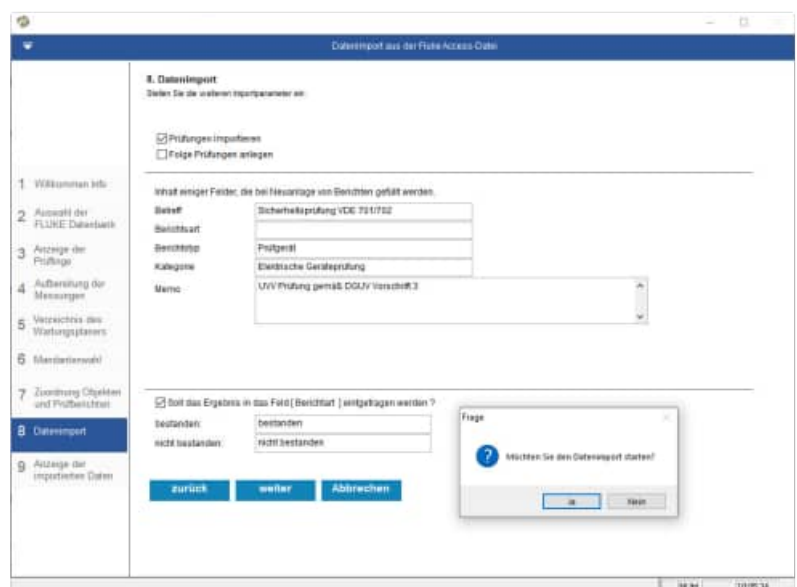 Datenimport aus der Fluke Access-Datei
8. Datenimport
Stellen Sie die weiteren Importparameter ein
Prüfungen importieren
Folge Prüfungen anlegen
1 Willkommen Info
2 Auswahl der
FLUKE Datenbank
3 Anzeige der
Prüflinge
4 Aufbereitung der
Messungen
5 Verzeichnis des
Wartungsplaners
6 Mandantenwahl
7 Zuordnung Objekten
und Prüfberichten
8 Datenimport
9 Anzeige der
importierten Daten
Inhalt einiger Felder, die bei Neuanlage von Berichten gefüllt werden.
Betreff Sicherheitsprüfung VDE 701/702
Berichtsart
Berichtstyp Prüfgerät
Kategorie Elektrische Geräteprüfung
Memo UVV Prüfung gemäß DGUV Vorschrift 3
Soll das Ergebnis in das Feld [ Berichtart ] eintgetragen werden ?
bestanden: bestanden
nicht bestanden: nicht bestanden
zurück weiter Abbrechen
Frage
Möchten Sie den Datenimport starten?
Ja Nein